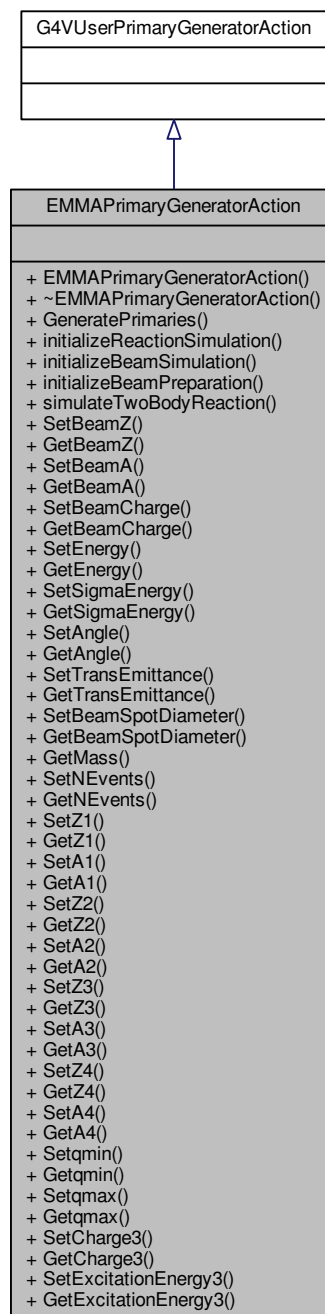 G4VUserPrimaryGeneratorAction
EMMAPrimaryGeneratorAction
+ EMMAPrimaryGeneratorAction()
+ ~EMMAPrimaryGeneratorAction()
+ GeneratePrimaries()
+ initializeReactionSimulation()
+ initializeBeamSimulation()
+ initializeBeamPreparation()
+ simulateTwoBodyReaction()
+ SetBeamZ()
+ GetBeamZ()
+ SetBeamA()
+ GetBeamA()
+ SetBeamCharge()
+ GetBeamCharge()
+ SetEnergy()
+ GetEnergy()
+ SetSigmaEnergy()
+ GetSigmaEnergy()
+ SetAngle()
+ GetAngle()
+ SetTransEmittance()
+ GetTransEmittance()
+ SetBeamSpotDiameter()
+ GetBeamSpotDiameter()
+ GetMass()
+ SetNEvents()
+ GetNEvents()
+ SetZ1()
+ GetZ1()
+ SetA1()
+ GetA1()
+ SetZ2()
+ GetZ2()
+ SetA2()
+ GetA2()
+ SetZ3()
+ GetZ3()
+ SetA3()
+ GetA3()
+ SetZ4()
+ GetZ4()
+ SetA4()
+ GetA4()
+ Setqmin()
+ Getqmin()
+ Setqmax()
+ Getqmax()
+ SetCharge3()
+ GetCharge3()
+ SetExcitationEnergy3()
+ GetExcitationEnergy3()